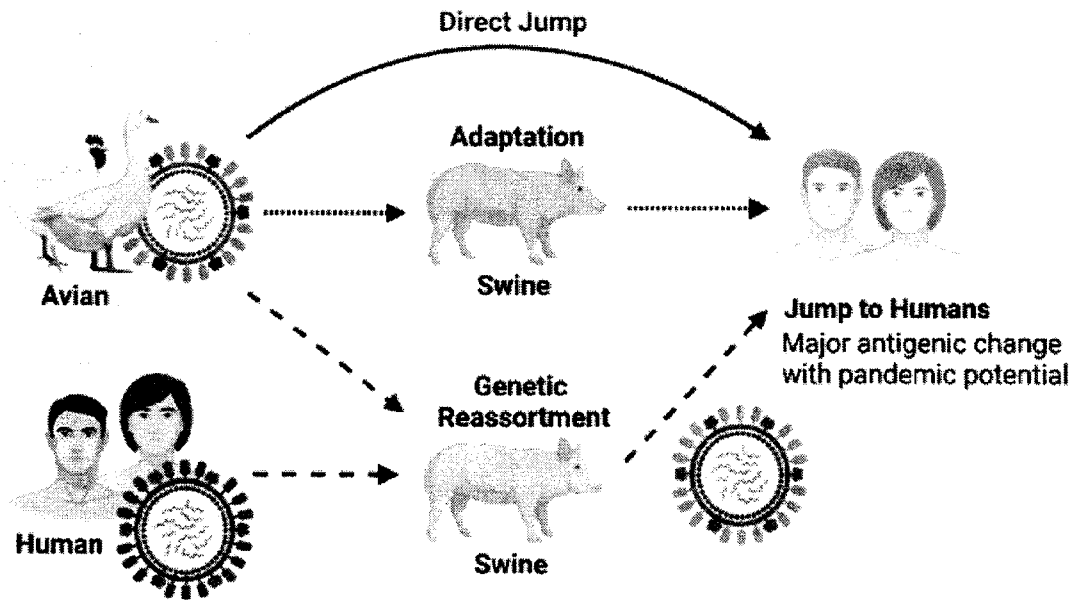 Direct Jump
Adaptation
Swine
Avian
Jump to Humans
Major antigenic change
with pandemic potential
Genetic
Reassortment
Human
Swine